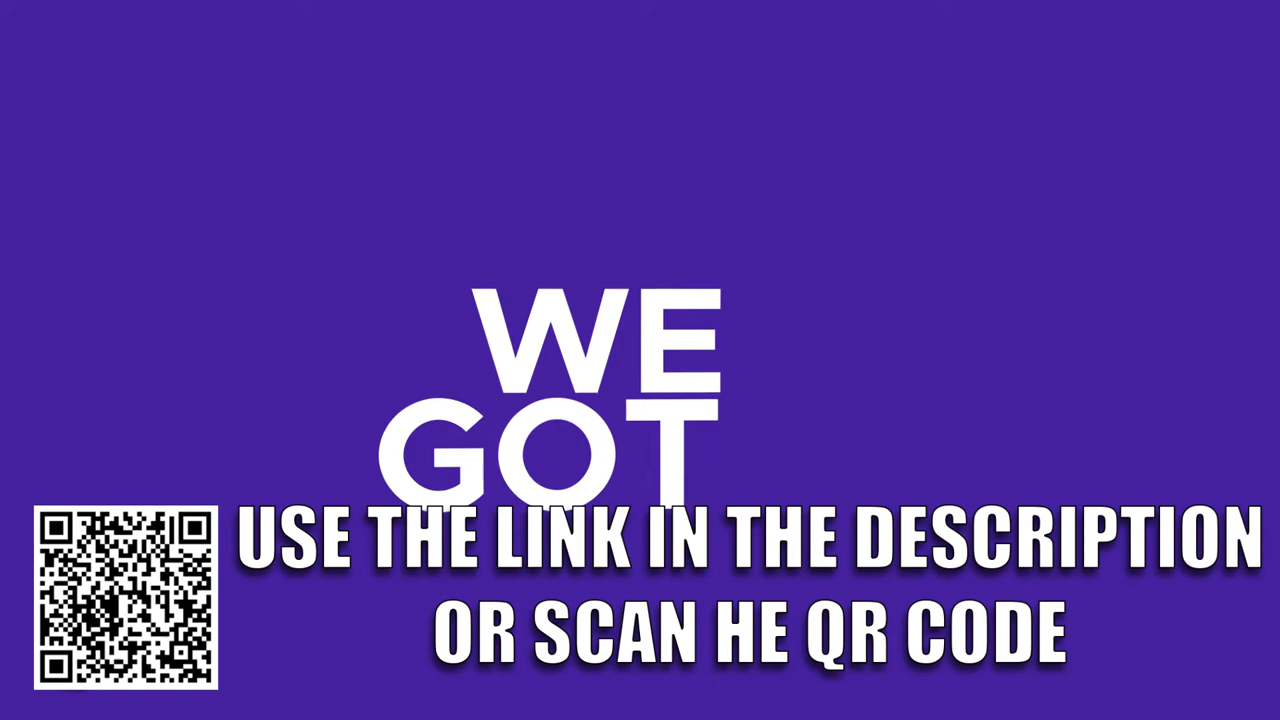 WE
GOT
USE THE LINK IN THE DESCRIPTION
OR SCAN HE QR CODE